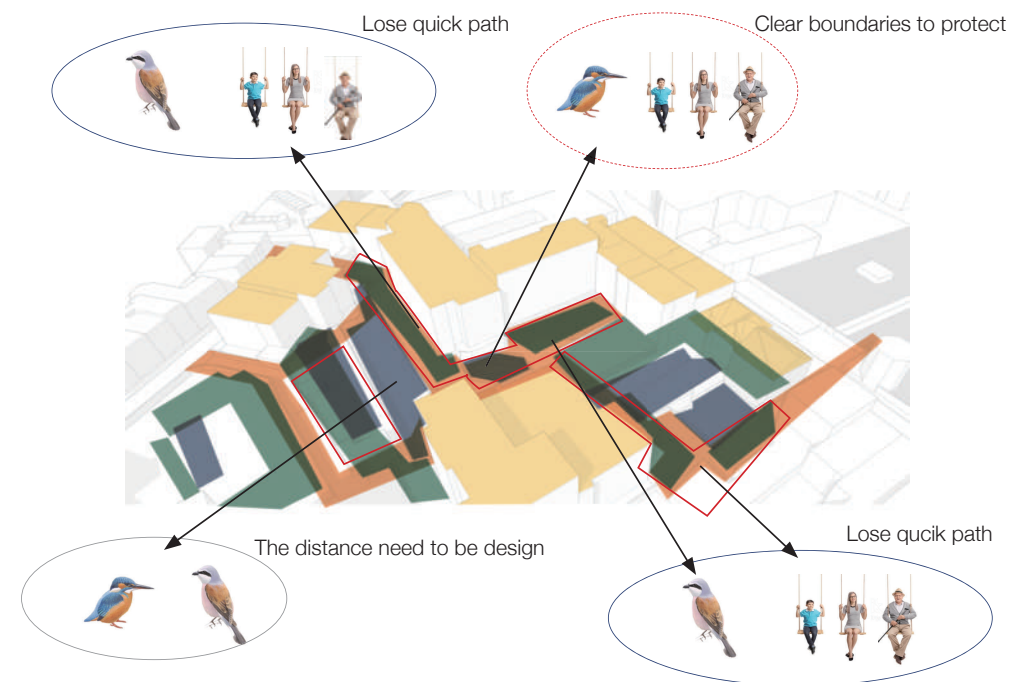 Lose quick path
Clear boundaries to protect
The distance need to be design
Lose qucik path